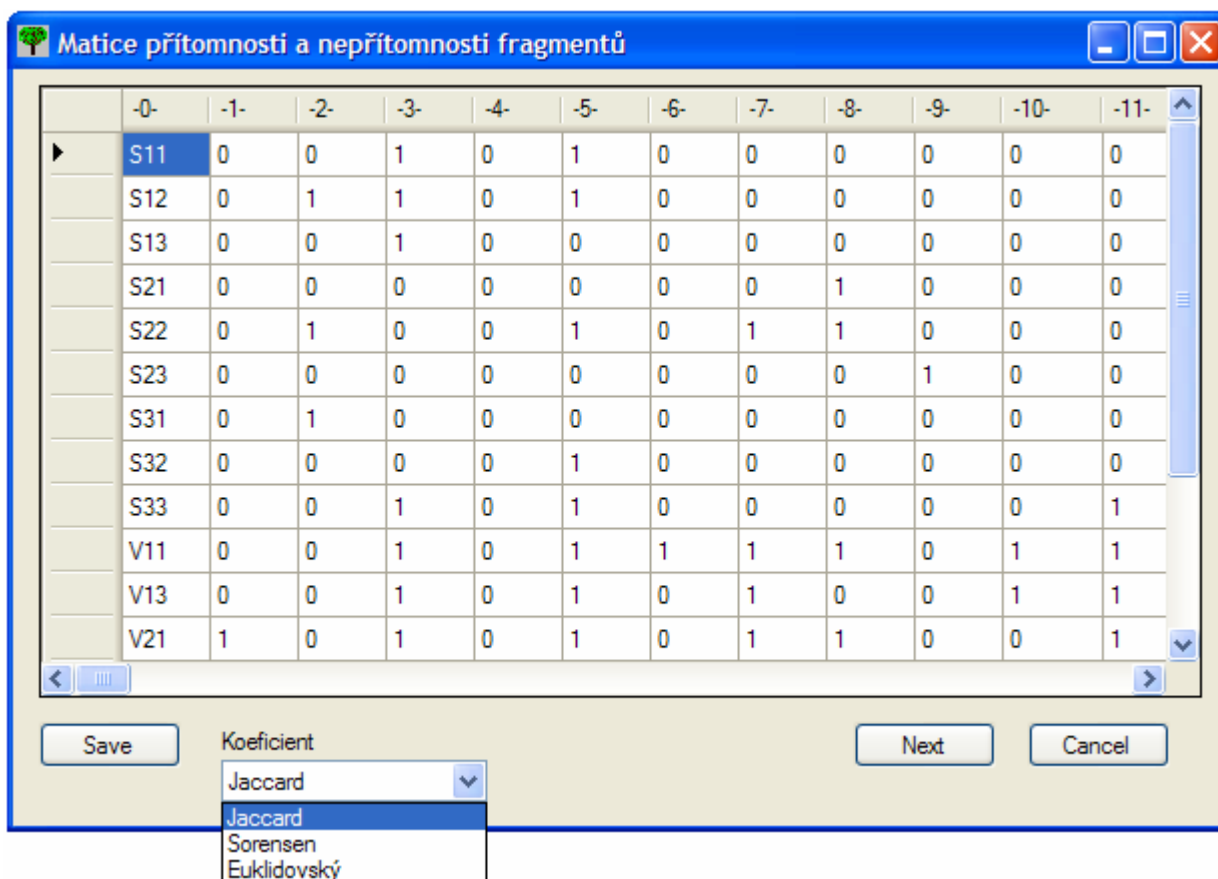 Matice přítomnosti a nepřítomnosti fragmentů
-0- -1- -2- -3- -4- -5- -6- -7- -8- -9- -10- -11-
S11 0 0 1 0 1 0 0 0 0 0 0
S12 0 1 1 0 1 0 0 0 0 0 0
S13 0 0 1 0 0 0 0 0 0 0 0
S21 0 0 0 0 0 0 0 1 0 0 0
S22 0 1 0 0 1 0 1 1 0 0 0
S23 0 0 0 0 0 0 0 0 1 0 0
S31 0 1 0 0 0 0 0 0 0 0 0
S32 0 0 0 0 1 0 0 0 0 0 0
S33 0 0 1 0 1 0 0 0 0 0 1
V11 0 0 1 0 1 1 1 1 0 1 1
V13 0 0 1 0 1 0 1 0 0 1 1
V21 1 0 1 0 1 0 1 1 0 0 1
Save Koeficient Next Cancel
Jaccard
Jaccard
Sorensen
Euklidovský